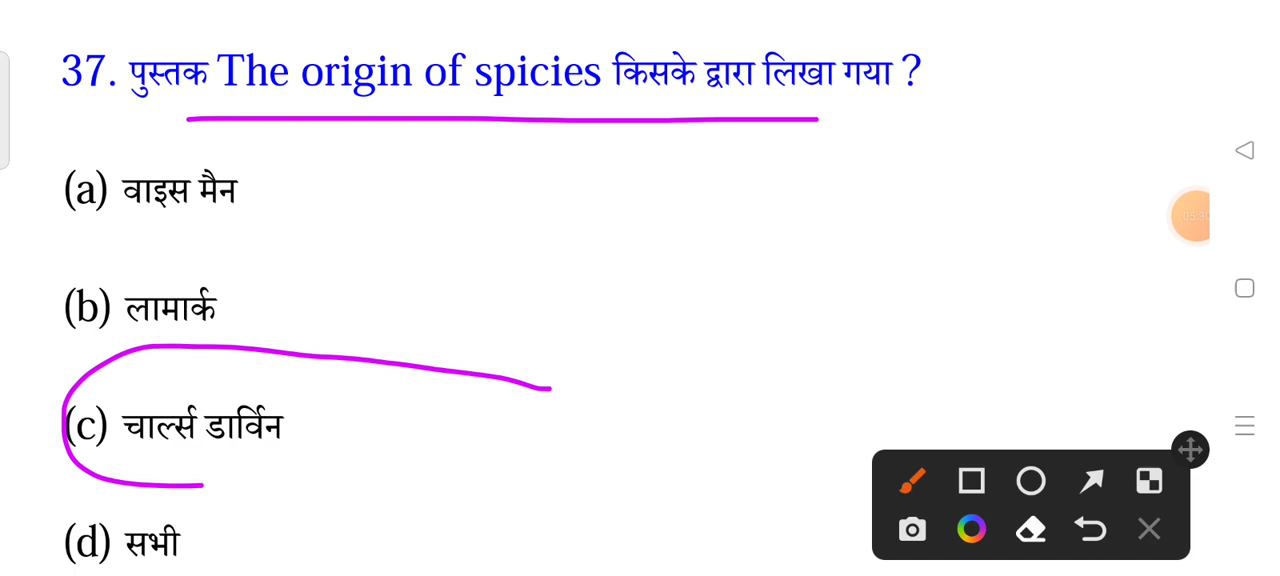 37. पुस्तक The origin of spicies किसके द्वारा लिखा गया ?
(a) वाइस मैन
(b) लामार्क
(c) चार्ल्स डार्विन
(d) सभी